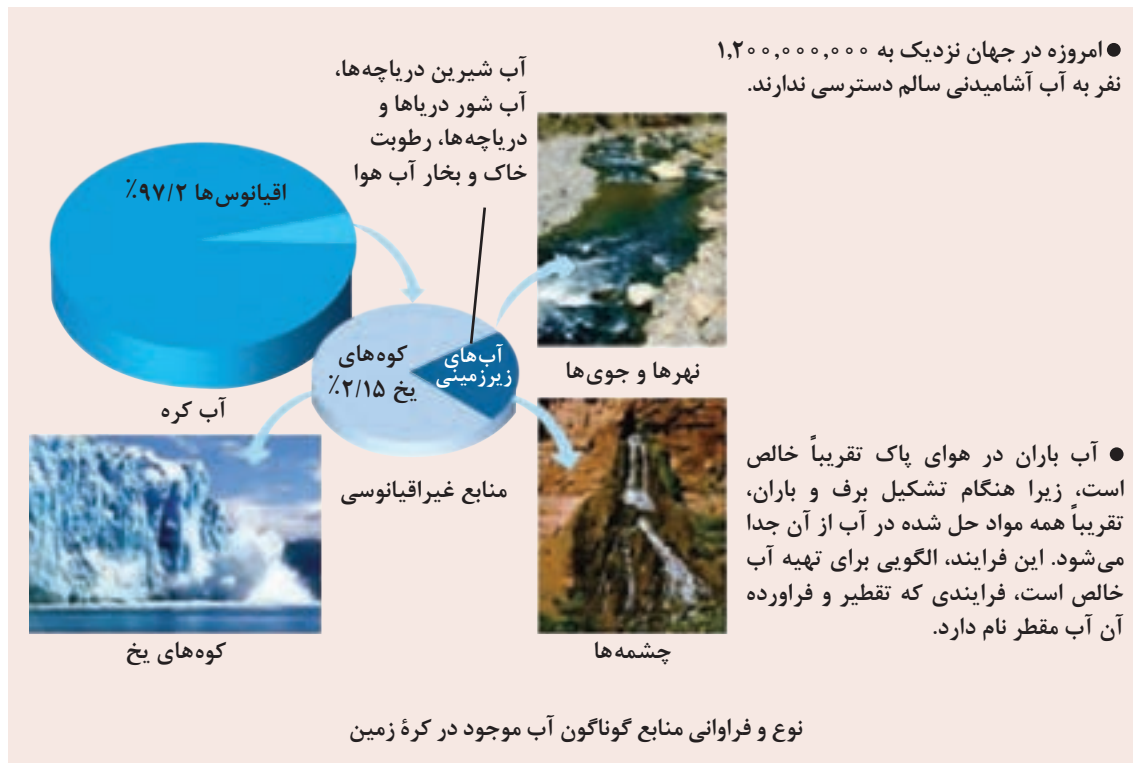 ● امروزه در جهان نزدیک به ۱,۲۰۰,۰۰۰,۰۰۰
نفر به آب آشامیدنی سالم دسترسی ندارند.
آب شیرین دریاچه‌ها،
آب شور دریاها و
دریاچه‌ها، رطوبت
خاک و بخار آب هوا
اقیانوس‌ها ۹۷/۲٪
آب کره
کوه‌های
یخ ۲/۱۵٪
آب‌های
زیرزمینی
منابع غیراقیانوسی
نهرها و جوی‌ها
● آب باران در هوای پاک تقریباً خالص
است، زیرا هنگام تشکیل برف و باران،
تقریباً همه مواد حل شده در آب از آن جدا
می‌شود. این فرایند، الگویی برای تهیه آب
خالص است، فرایندی که تقطیر و فراورده
آن آب مقطر نام دارد.
چشمه‌ها
کوه‌های یخ
نوع و فراوانی منابع گوناگون آب موجود در کرهٔ زمین